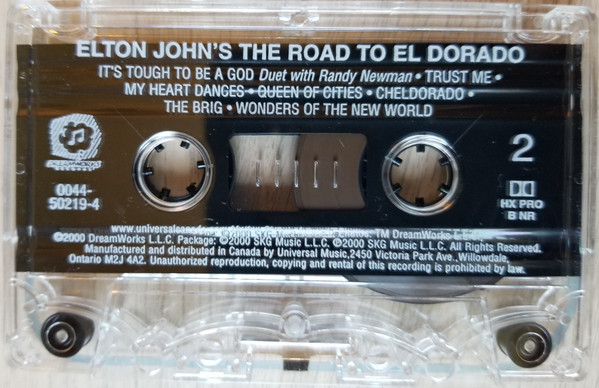 ELTON JOHN'S THE ROAD TO EL DORADO
IT'S TOUGH TO BE A GOD Duet with Randy Newman • TRUST ME •
MY HEART DANCES • QUEEN OF CITIES • CHELDORADO •
THE BRIG • WONDERS OF THE NEW WORLD
DREAMWORKS
RECORDS
0044-
50219-4
2
HX PRO
B NR
TM DreamWorks L.L.C.
©2000 DreamWorks L.L.C. Package: ©2000 SKG Music L.L.C. ℗2000 SKG Music L.L.C. All Rights Reserved.
Manufactured and distributed in Canada by Universal Music, 2450 Victoria Park Ave., Willowdale,
Ontario M2J 4A2. Unauthorized reproduction, copying and rental of this recording is prohibited by law.